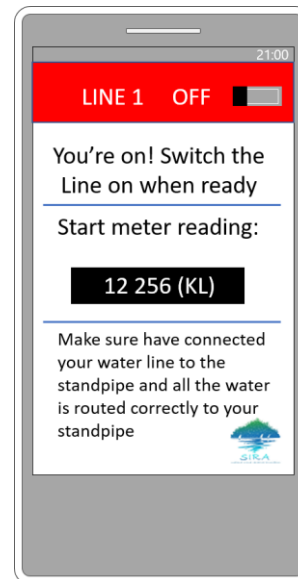 21:00
LINE 1 OFF
You're on! Switch the
Line on when ready
Start meter reading:
12 256 (KL)
Make sure have connected
your water line to the
standpipe and all the water
is routed correctly to your
standpipe
SIRA